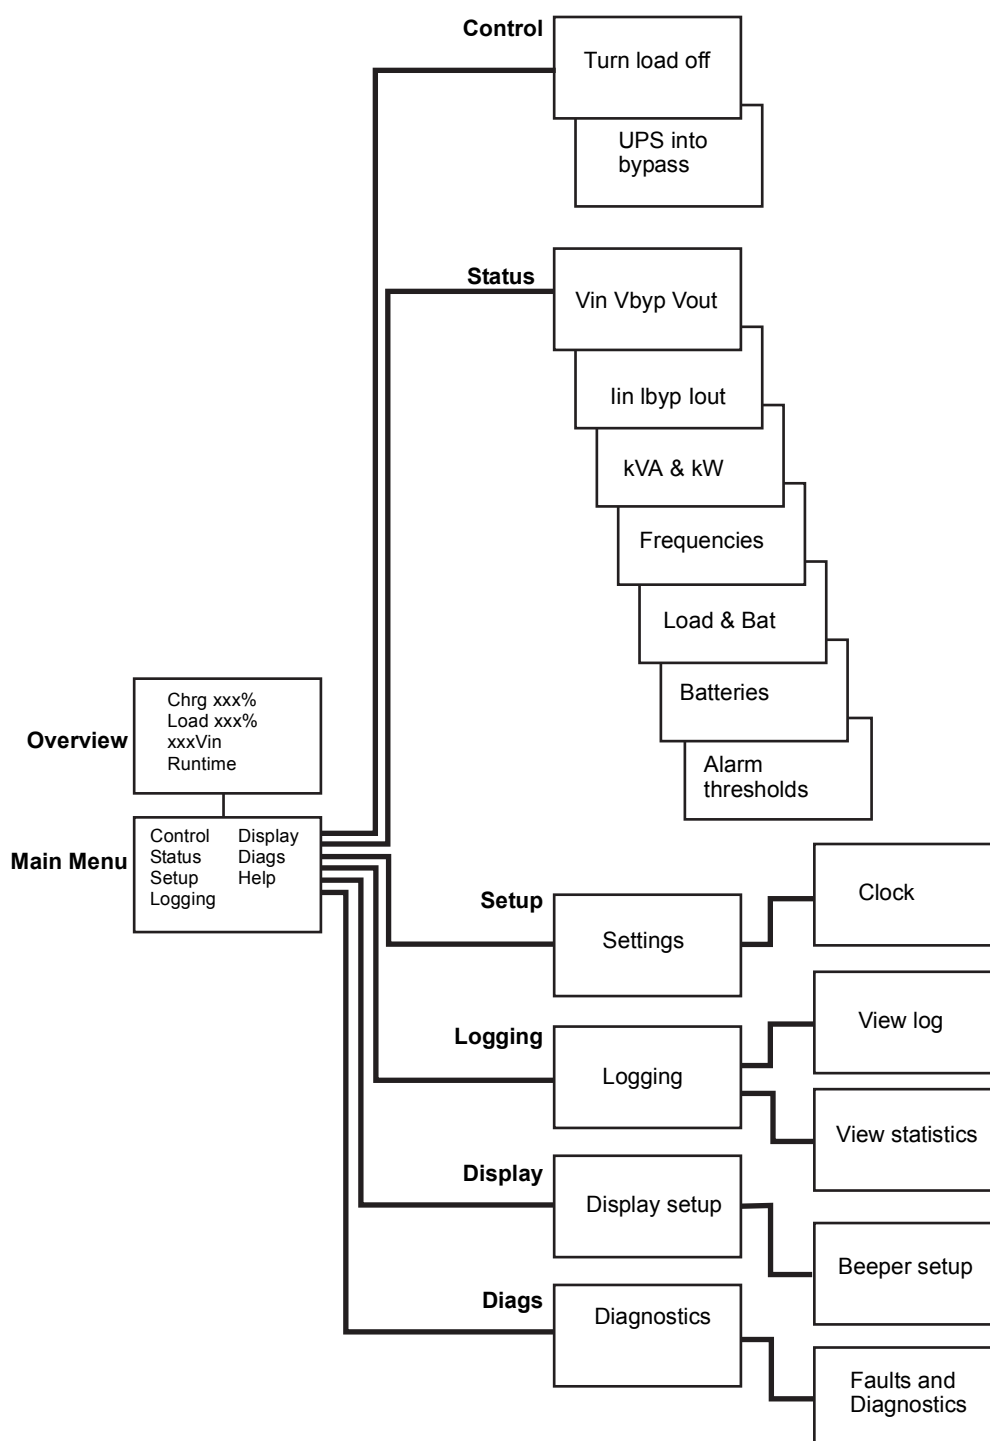 Control
Turn load off
UPS into
bypass
Status
Vin Vbyp Vout
Iin Ibyp Iout
kVA & kW
Frequencies
Load & Bat
Batteries
Alarm
thresholds
Overview
Chrg xxx%
Load xxx%
xxxVin
Runtime
Main Menu
Control Display
Status Diags
Setup Help
Logging
Setup
Settings
Clock
Logging
Logging
View log
View statistics
Display
Display setup
Beeper setup
Diags
Diagnostics
Faults and
Diagnostics